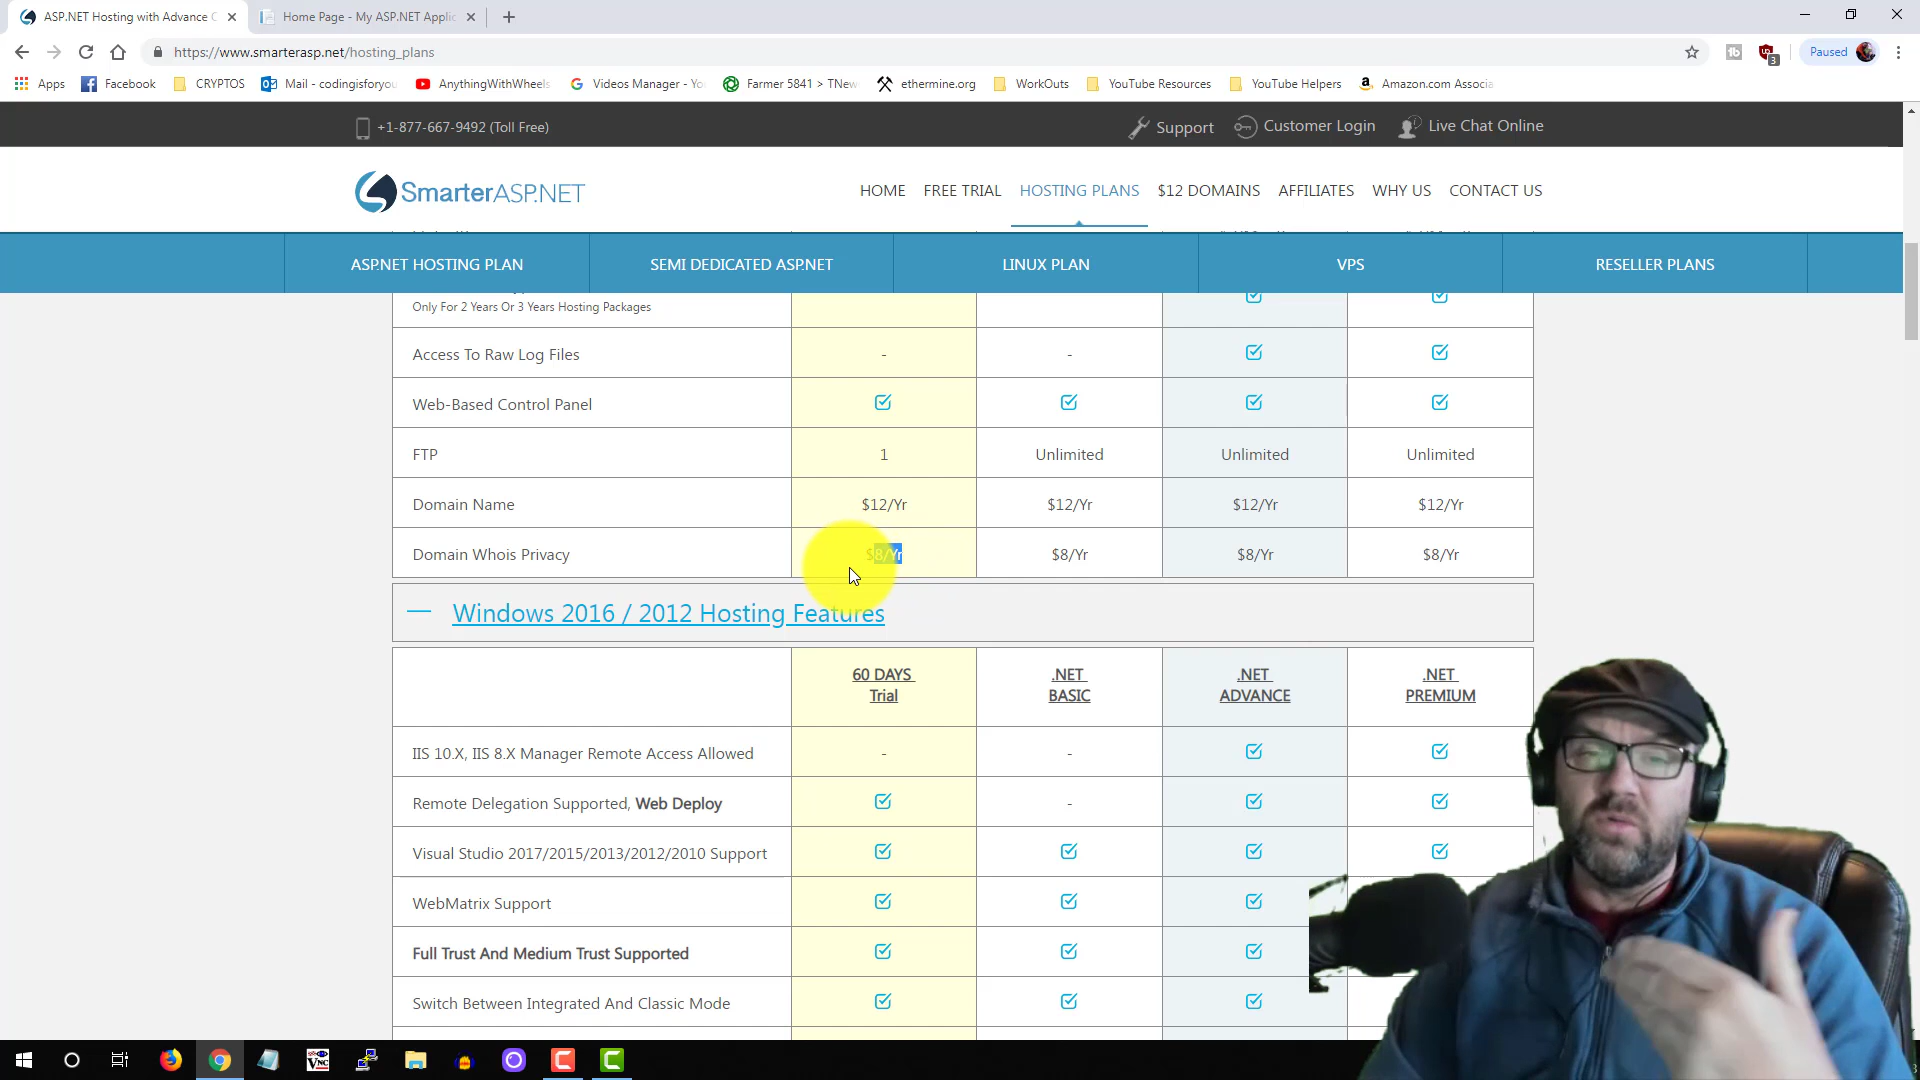 ASP.NET Hosting with Advance C
Home Page - My ASP.NET Applic
https://www.smarterasp.net/hosting_plans
Paused
3
Apps
Facebook
CRYPTOS
Mail - codingisforyou
AnythingWithWheels
Videos Manager - Yo
Farmer 5841 > TNew
ethermine.org
WorkOuts
YouTube Resources
YouTube Helpers
Amazon.com Associa
+1-877-667-9492 (Toll Free)
Support
Customer Login
Live Chat Online
SmarterASP.NET
HOME
FREE TRIAL
HOSTING PLANS
$12 DOMAINS
AFFILIATES
WHY US
CONTACT US
ASP.NET HOSTING PLAN
SEMI DEDICATED ASP.NET
LINUX PLAN
VPS
RESELLER PLANS
Only For 2 Years Or 3 Years Hosting Packages
Access To Raw Log Files - -
Web-Based Control Panel
FTP 1 Unlimited Unlimited Unlimited
Domain Name $12/Yr $12/Yr $12/Yr $12/Yr
Domain Whois Privacy $8/Yr $8/Yr $8/Yr $8/Yr
Windows 2016 / 2012 Hosting Features
60 DAYS
Trial
.NET
BASIC
.NET
ADVANCE
.NET
PREMIUM
IIS 10.X, IIS 8.X Manager Remote Access Allowed - -
Remote Delegation Supported, Web Deploy -
Visual Studio 2017/2015/2013/2012/2010 Support
WebMatrix Support
Full Trust And Medium Trust Supported
Switch Between Integrated And Classic Mode